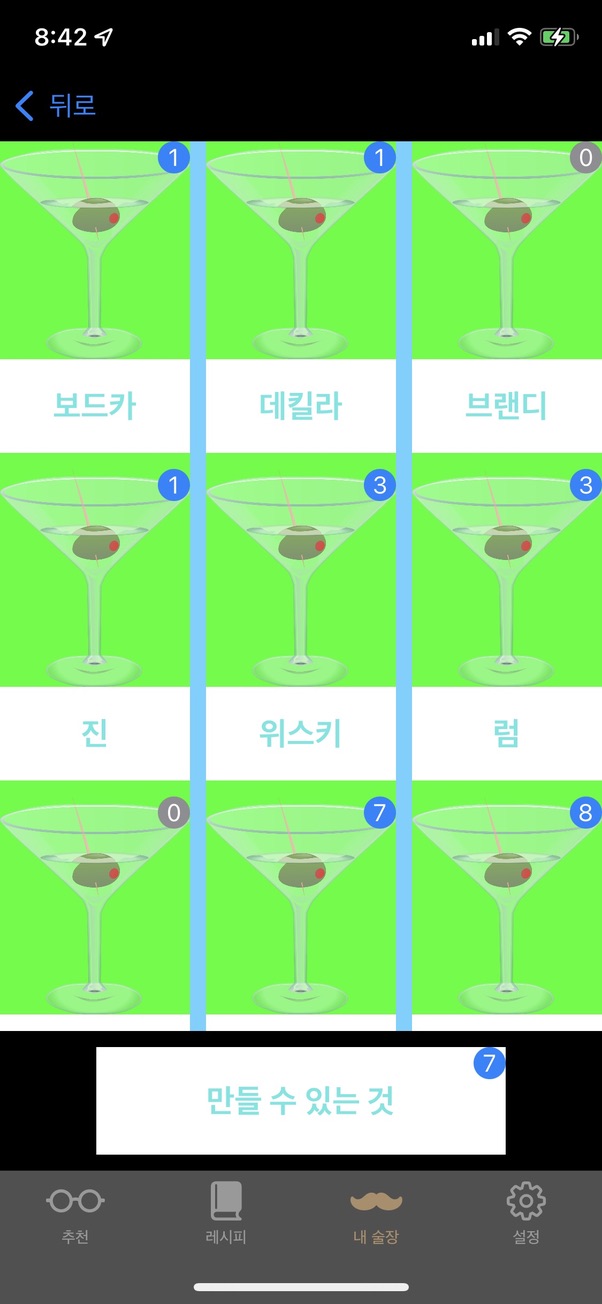 8:42
뒤로
1 1 0
보드카 데킬라 브랜디
1 3 3
진 위스키 럼
0 7 8
7
만들 수 있는 것
추천 레시피 내 술장 설정